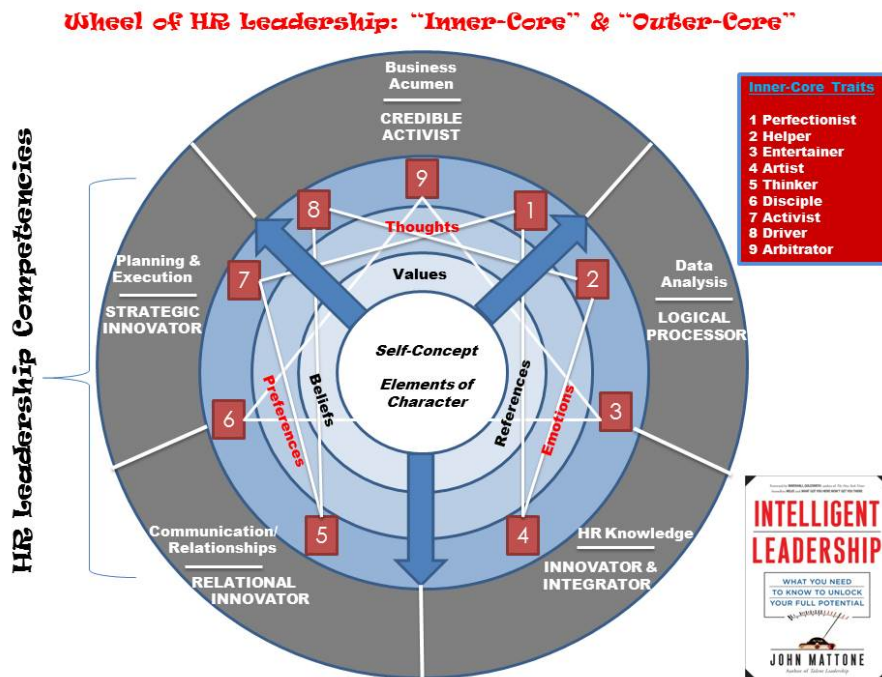 Wheel of HR Leadership: “Inner-Core” & “Outer-Core”
Business
Acumen
CREDIBLE
ACTIVIST
Inner-Core Traits
1 Perfectionist
2 Helper
3 Entertainer
4 Artist
5 Thinker
6 Disciple
7 Activist
8 Driver
9 Arbitrator
HR Leadership Competencies
9
8
1
Thoughts
7
2
Values
Planning &
Execution
STRATEGIC
INNOVATOR
Data
Analysis
LOGICAL
PROCESSOR
Self-Concept
Elements of
Character
Preferences
Beliefs
References
Emotions
6
3
5
4
Communication/
Relationships
RELATIONAL
INNOVATOR
HR Knowledge
INNOVATOR &
INTEGRATOR
INTELLIGENT
LEADERSHIP
WHAT YOU NEED
TO KNOW TO UNLOCK
YOUR FULL POTENTIAL
JOHN MATTONE
Author of Talent Leadership